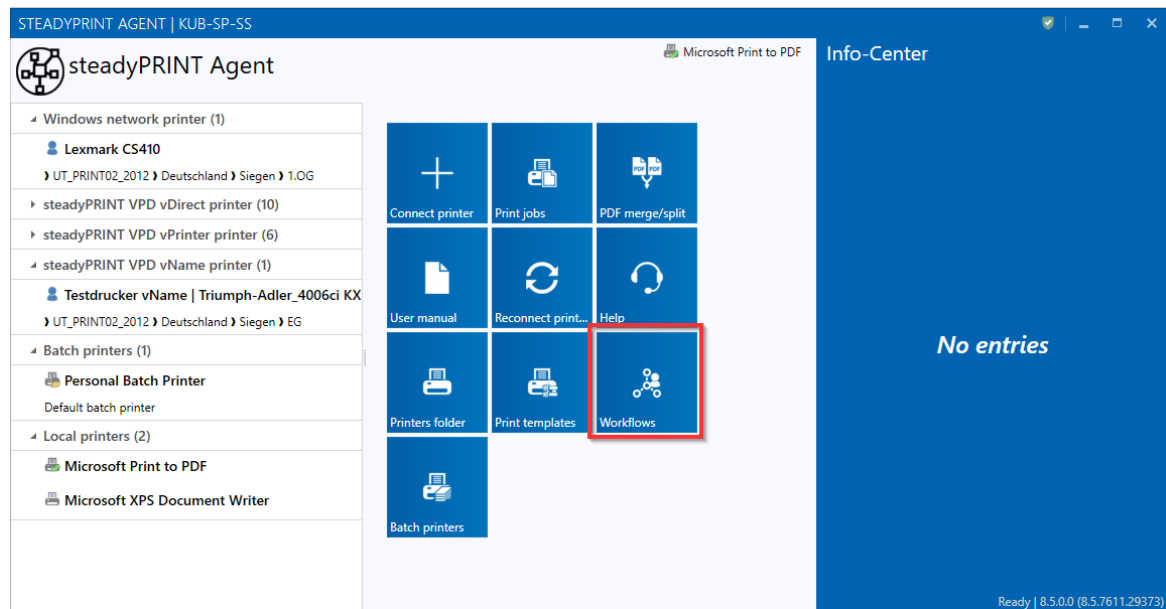 STEADYPRINT AGENT | KUB-SP-SS
steadyPRINT Agent
Microsoft Print to PDF
Windows network printer (1)
Lexmark CS410
❱ UT_PRINT02_2012 ❱ Deutschland ❱ Siegen ❱ 1.OG
steadyPRINT VPD vDirect printer (10)
steadyPRINT VPD vPrinter printer (6)
steadyPRINT VPD vName printer (1)
Testdrucker vName | Triumph-Adler_4006ci KX
❱ UT_PRINT02_2012 ❱ Deutschland ❱ Siegen ❱ EG
Batch printers (1)
Personal Batch Printer
Default batch printer
Local printers (2)
Microsoft Print to PDF
Microsoft XPS Document Writer
Connect printer
Print jobs
PDF PDF
PDF merge/split
User manual
Reconnect print...
Help
Printers folder
Print templates
Workflows
Batch printers
Info-Center
No entries
Ready | 8.5.0.0 (8.5.7611.29373)